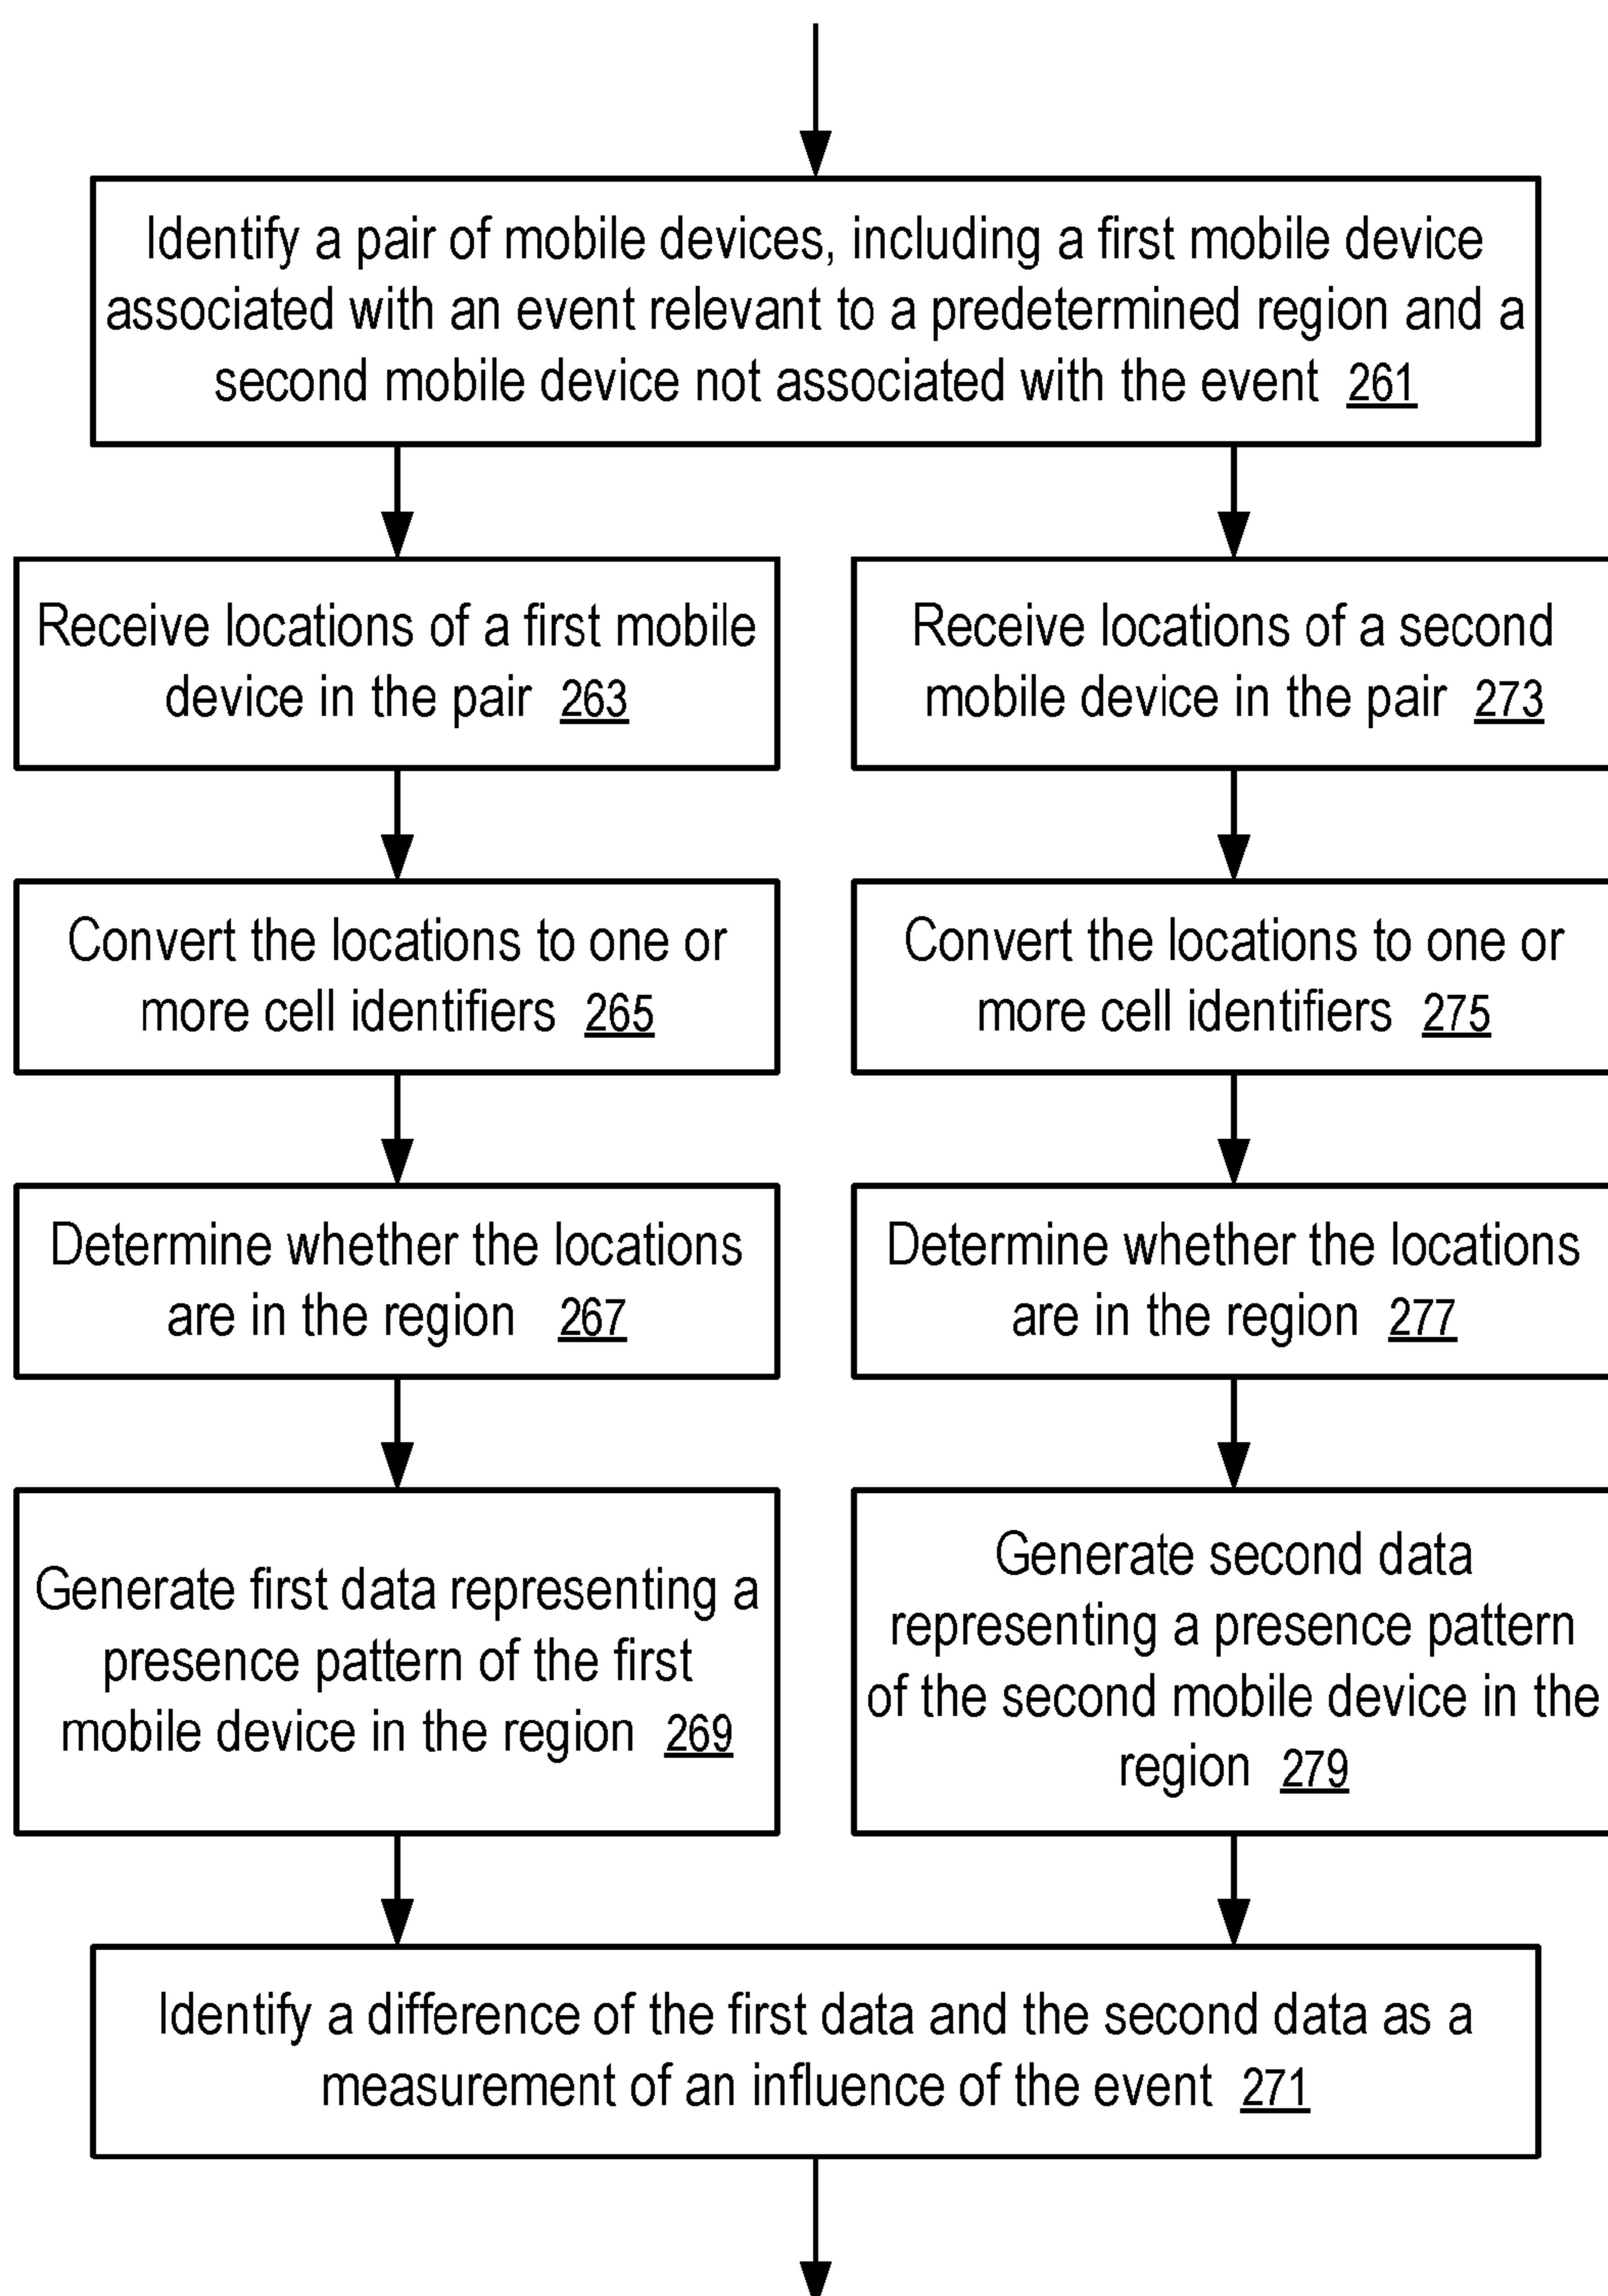 Identify a pair of mobile devices, including a first mobile device
associated with an event relevant to a predetermined region and a
second mobile device not associated with the event 261
Receive locations of a first mobile
device in the pair 263
Receive locations of a second
mobile device in the pair 273
Convert the locations to one or
more cell identifiers 265
Convert the locations to one or
more cell identifiers 275
Determine whether the locations
are in the region 267
Determine whether the locations
are in the region 277
Generate first data representing a
presence pattern of the first
mobile device in the region 269
Generate second data
representing a presence pattern
of the second mobile device in the
region 279
Identify a difference of the first data and the second data as a
measurement of an influence of the event 271